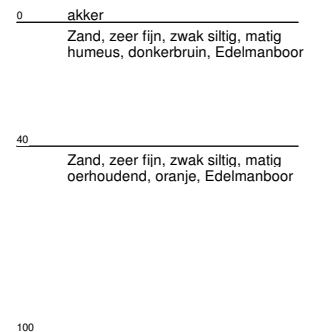 0 akker
Zand, zeer fijn, zwak siltig, matig
humeus, donkerbruin, Edelmanboor
40
Zand, zeer fijn, zwak siltig, matig
oerhoudend, oranje, Edelmanboor
100